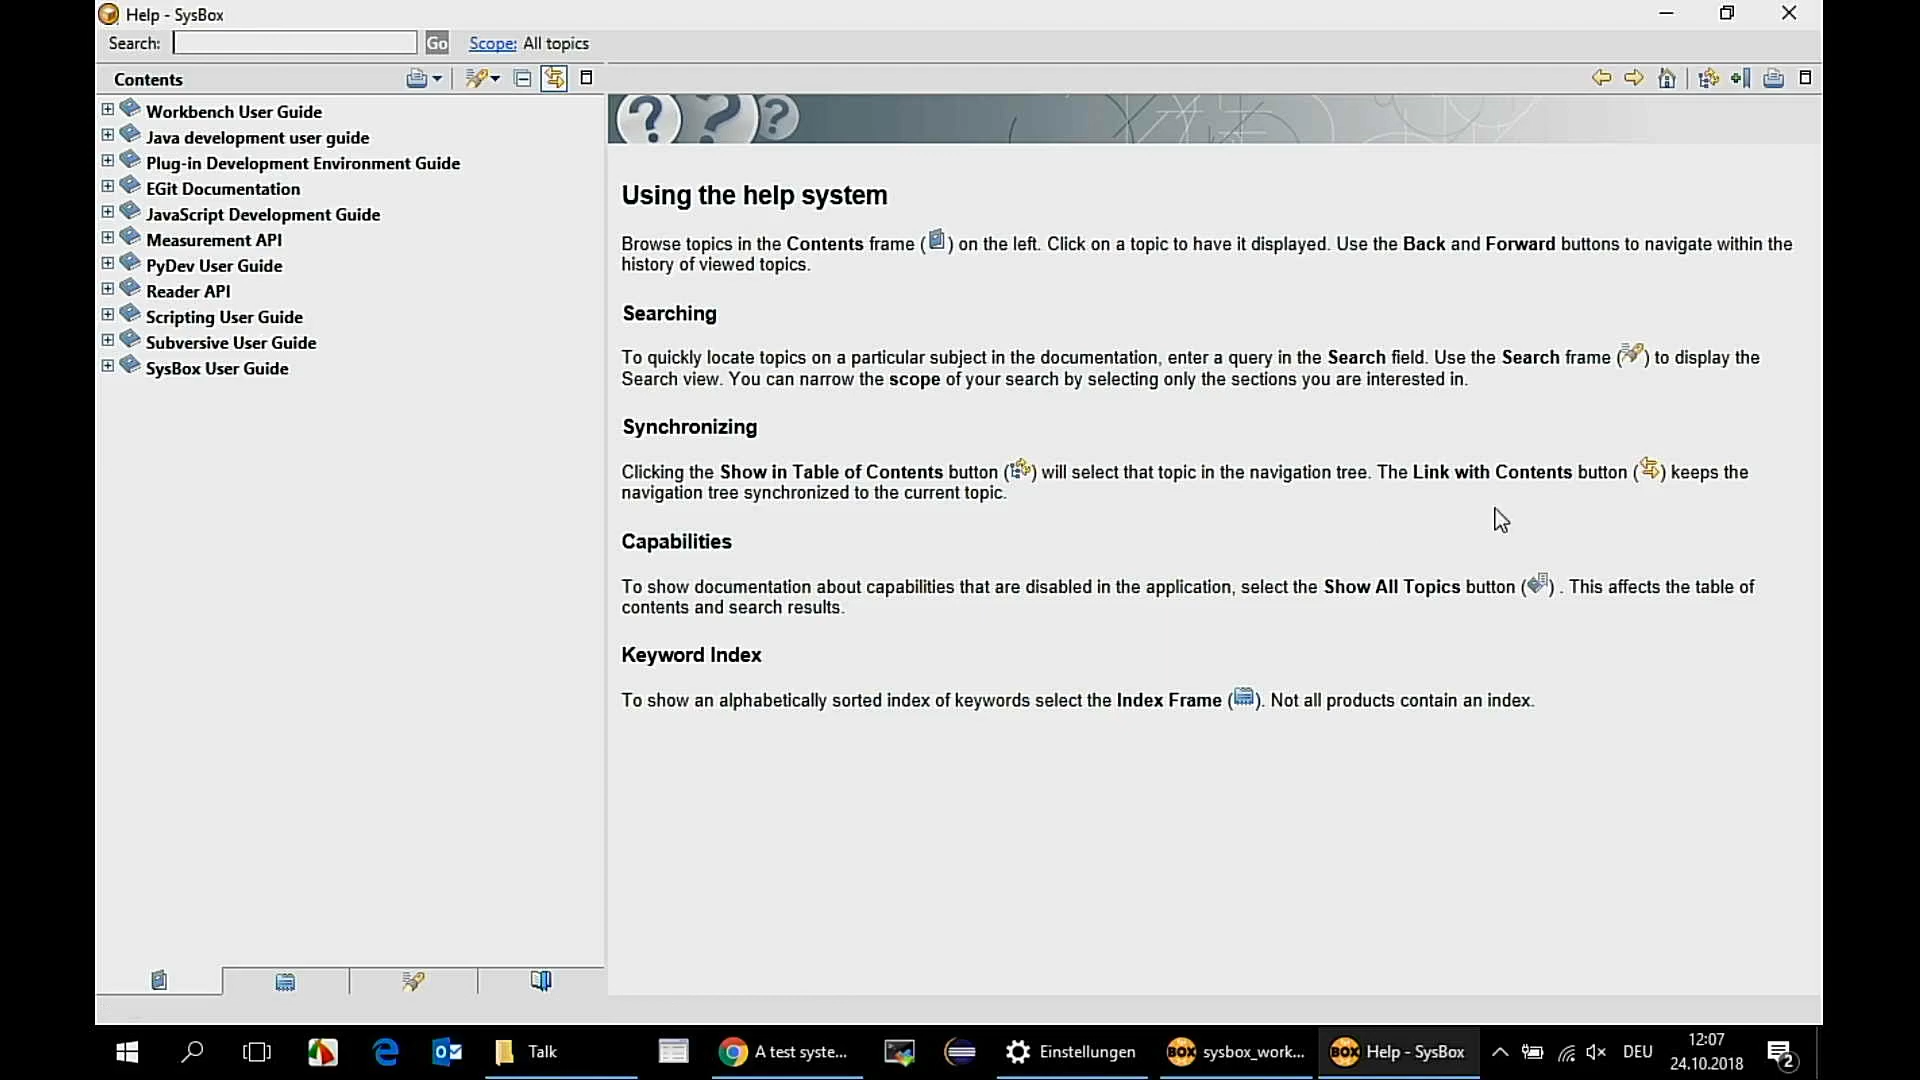 Help - SysBox
Search:
Go
Scope: All topics
Contents
Workbench User Guide
Java development user guide
Plug-in Development Environment Guide
EGit Documentation
JavaScript Development Guide
Measurement API
PyDev User Guide
Reader API
Scripting User Guide
Subversive User Guide
SysBox User Guide
Using the help system
Browse topics in the Contents frame ( ) on the left. Click on a topic to have it displayed. Use the Back and Forward buttons to navigate within the
history of viewed topics.
Searching
To quickly locate topics on a particular subject in the documentation, enter a query in the Search field. Use the Search frame ( ) to display the
Search view. You can narrow the scope of your search by selecting only the sections you are interested in.
Synchronizing
Clicking the Show in Table of Contents button ( ) will select that topic in the navigation tree. The Link with Contents button ( ) keeps the
navigation tree synchronized to the current topic.
Capabilities
To show documentation about capabilities that are disabled in the application, select the Show All Topics button ( ) . This affects the table of
contents and search results.
Keyword Index
To show an alphabetically sorted index of keywords select the Index Frame ( ). Not all products contain an index.
Talk
A test syste...
Einstellungen
BOX
sysbox_work...
BOX
Help - SysBox
DEU
12:07
24.10.2018
2